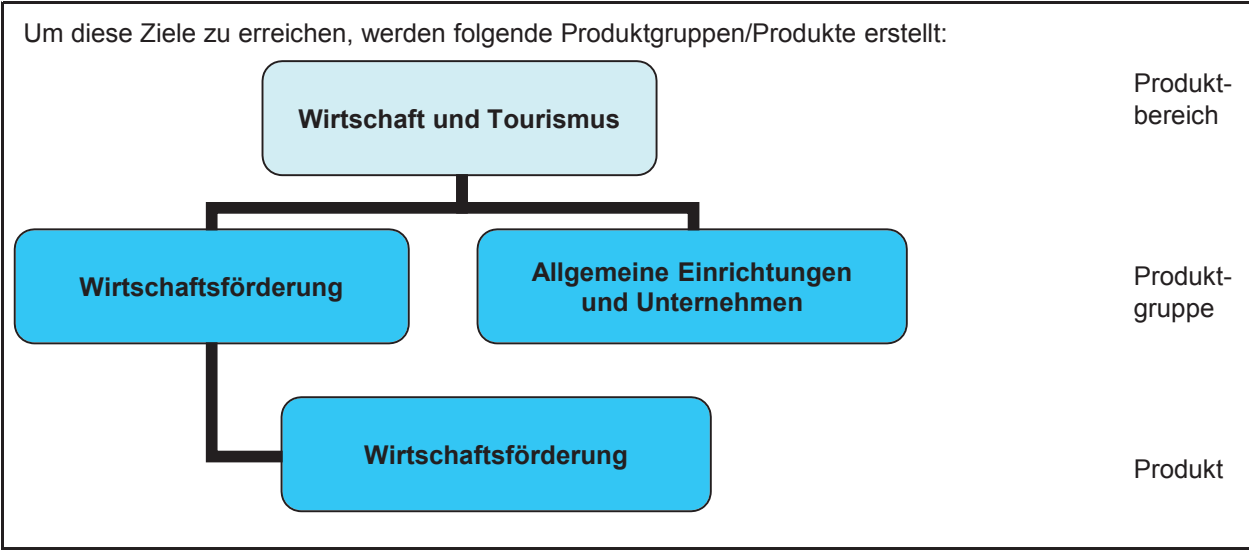 Um diese Ziele zu erreichen, werden folgende Produktgruppen/Produkte erstellt:
Wirtschaft und Tourismus
Produkt-
bereich
Wirtschaftsförderung
Allgemeine Einrichtungen
und Unternehmen
Produkt-
gruppe
Wirtschaftsförderung
Produkt